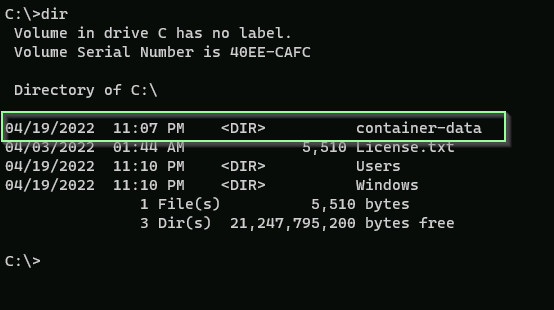 C:\>dir
 Volume in drive C has no label.
 Volume Serial Number is 40EE-CAFC
 Directory of C:\
04/19/2022  11:07 PM    <DIR>          container-data
04/03/2022  01:44 AM             5,510 License.txt
04/19/2022  11:10 PM    <DIR>          Users
04/19/2022  11:10 PM    <DIR>          Windows
               1 File(s)          5,510 bytes
               3 Dir(s)  21,247,795,200 bytes free
C:\>